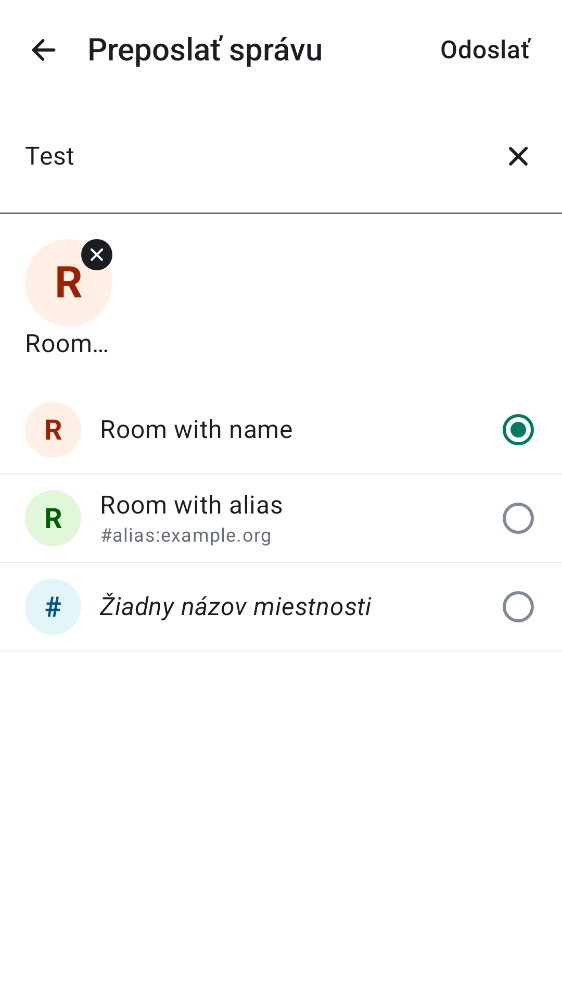 Preposlať správu
Odoslať
Test
R
Room…
R
Room with name
R
Room with alias
#alias:example.org
#
Žiadny názov miestnosti